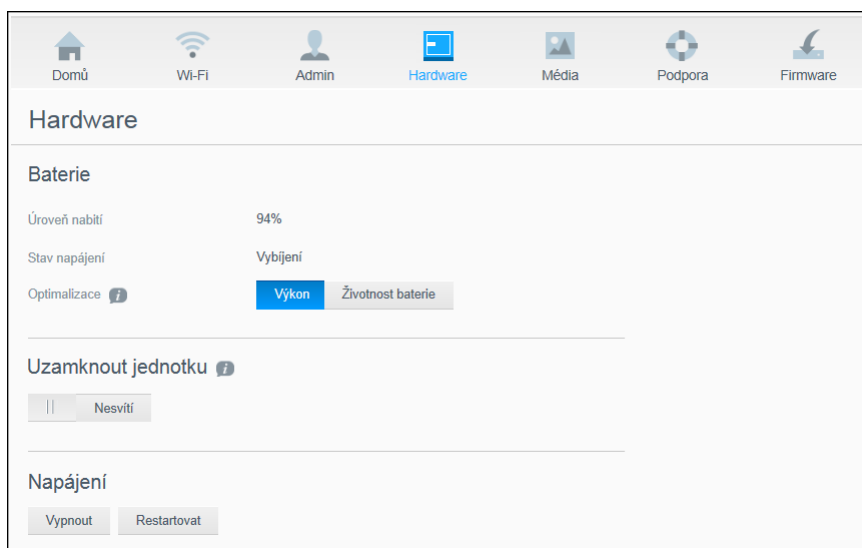 Domů Wi-Fi Admin Hardware Média Podpora Firmware
Hardware
Baterie
Úroveň nabití 94%
Stav napájení Vybíjení
Optimalizace i Výkon Životnost baterie
Uzamknout jednotku i
Nesvítí
Napájení
Vypnout Restartovat